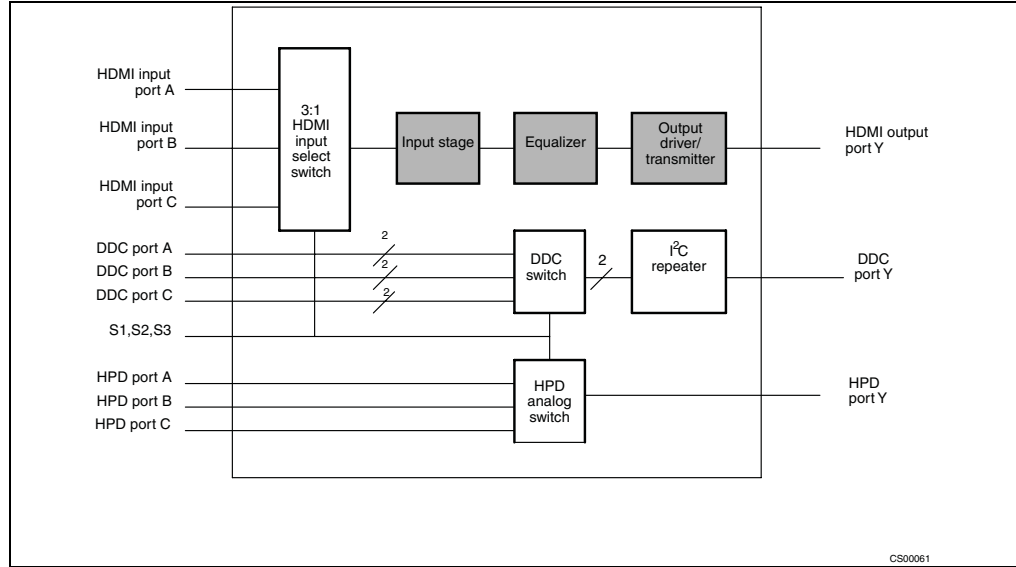 HDMI input
port A
HDMI input
port B
HDMI input
port C
3:1
HDMI
input
select
switch
Input stage
Equalizer
Output
driver/
transmitter
HDMI output
port Y
DDC port A
DDC port B
DDC port C
2
2
2
DDC
switch
2
I2C
repeater
DDC
port Y
S1,S2,S3
HPD port A
HPD port B
HPD port C
HPD
analog
switch
HPD
port Y
CS00061